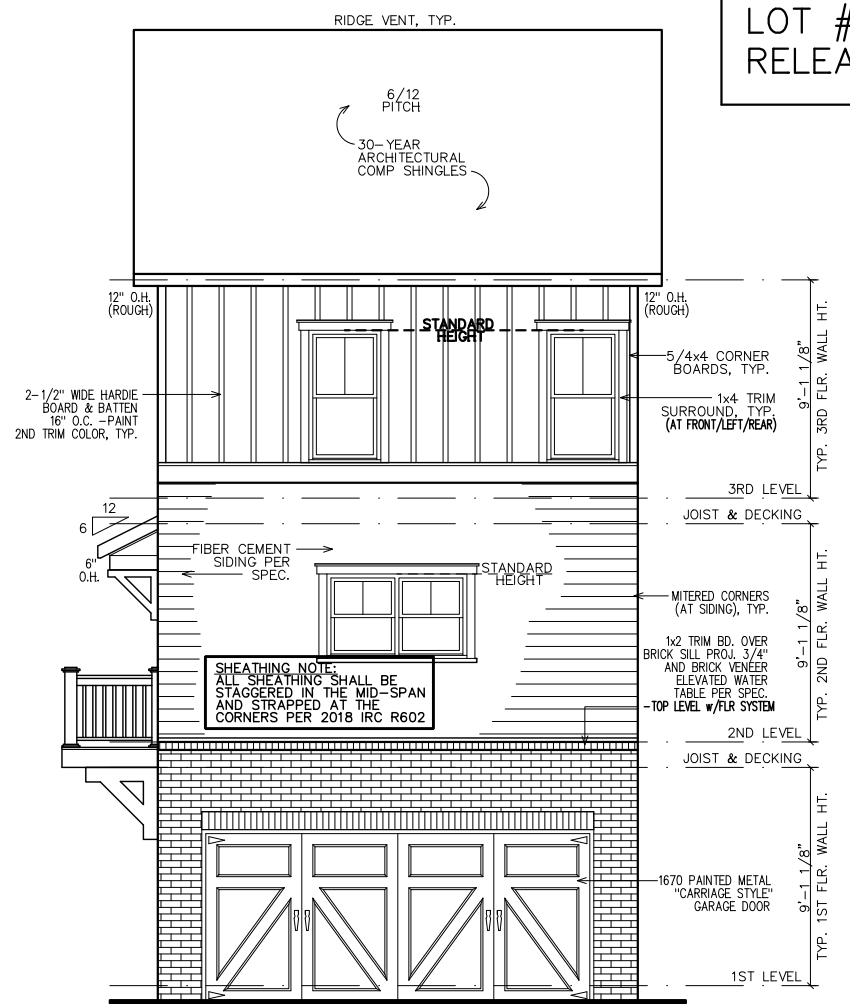 LOT #
RELEA
RIDGE VENT, TYP.
6/12
PITCH
30-YEAR
ARCHITECTURAL
COMP SHINGLES
12" O.H.
(ROUGH)
12" O.H.
(ROUGH)
STANDARD
HEIGHT
5/4x4 CORNER
BOARDS, TYP.
2-1/2" WIDE HARDIE
BOARD & BATTEN
16" O.C. -PAINT
2ND TRIM COLOR, TYP.
1x4 TRIM
SURROUND, TYP.
(AT FRONT/LEFT/REAR)
9'-1 1/8"
TYP. 3RD FLR. WALL HT.
3RD LEVEL
JOIST & DECKING
12
6
6"
O.H.
FIBER CEMENT
SIDING PER
SPEC.
STANDARD
HEIGHT
MITERED CORNERS
(AT SIDING), TYP.
1x2 TRIM BD. OVER
BRICK SILL PROJ. 3/4"
AND BRICK VENEER
ELEVATED WATER
TABLE PER SPEC.
-TOP LEVEL w/FLR SYSTEM
9'-1 1/8"
TYP. 2ND FLR. WALL HT.
SHEATHING NOTE:
ALL SHEATHING SHALL BE
STAGGERED IN THE MID-SPAN
AND STRAPPED AT THE
CORNERS PER 2018 IRC R602
2ND LEVEL
JOIST & DECKING
1670 PAINTED METAL
"CARRIAGE STYLE"
GARAGE DOOR
9'-1 1/8"
TYP. 1ST FLR. WALL HT.
1ST LEVEL